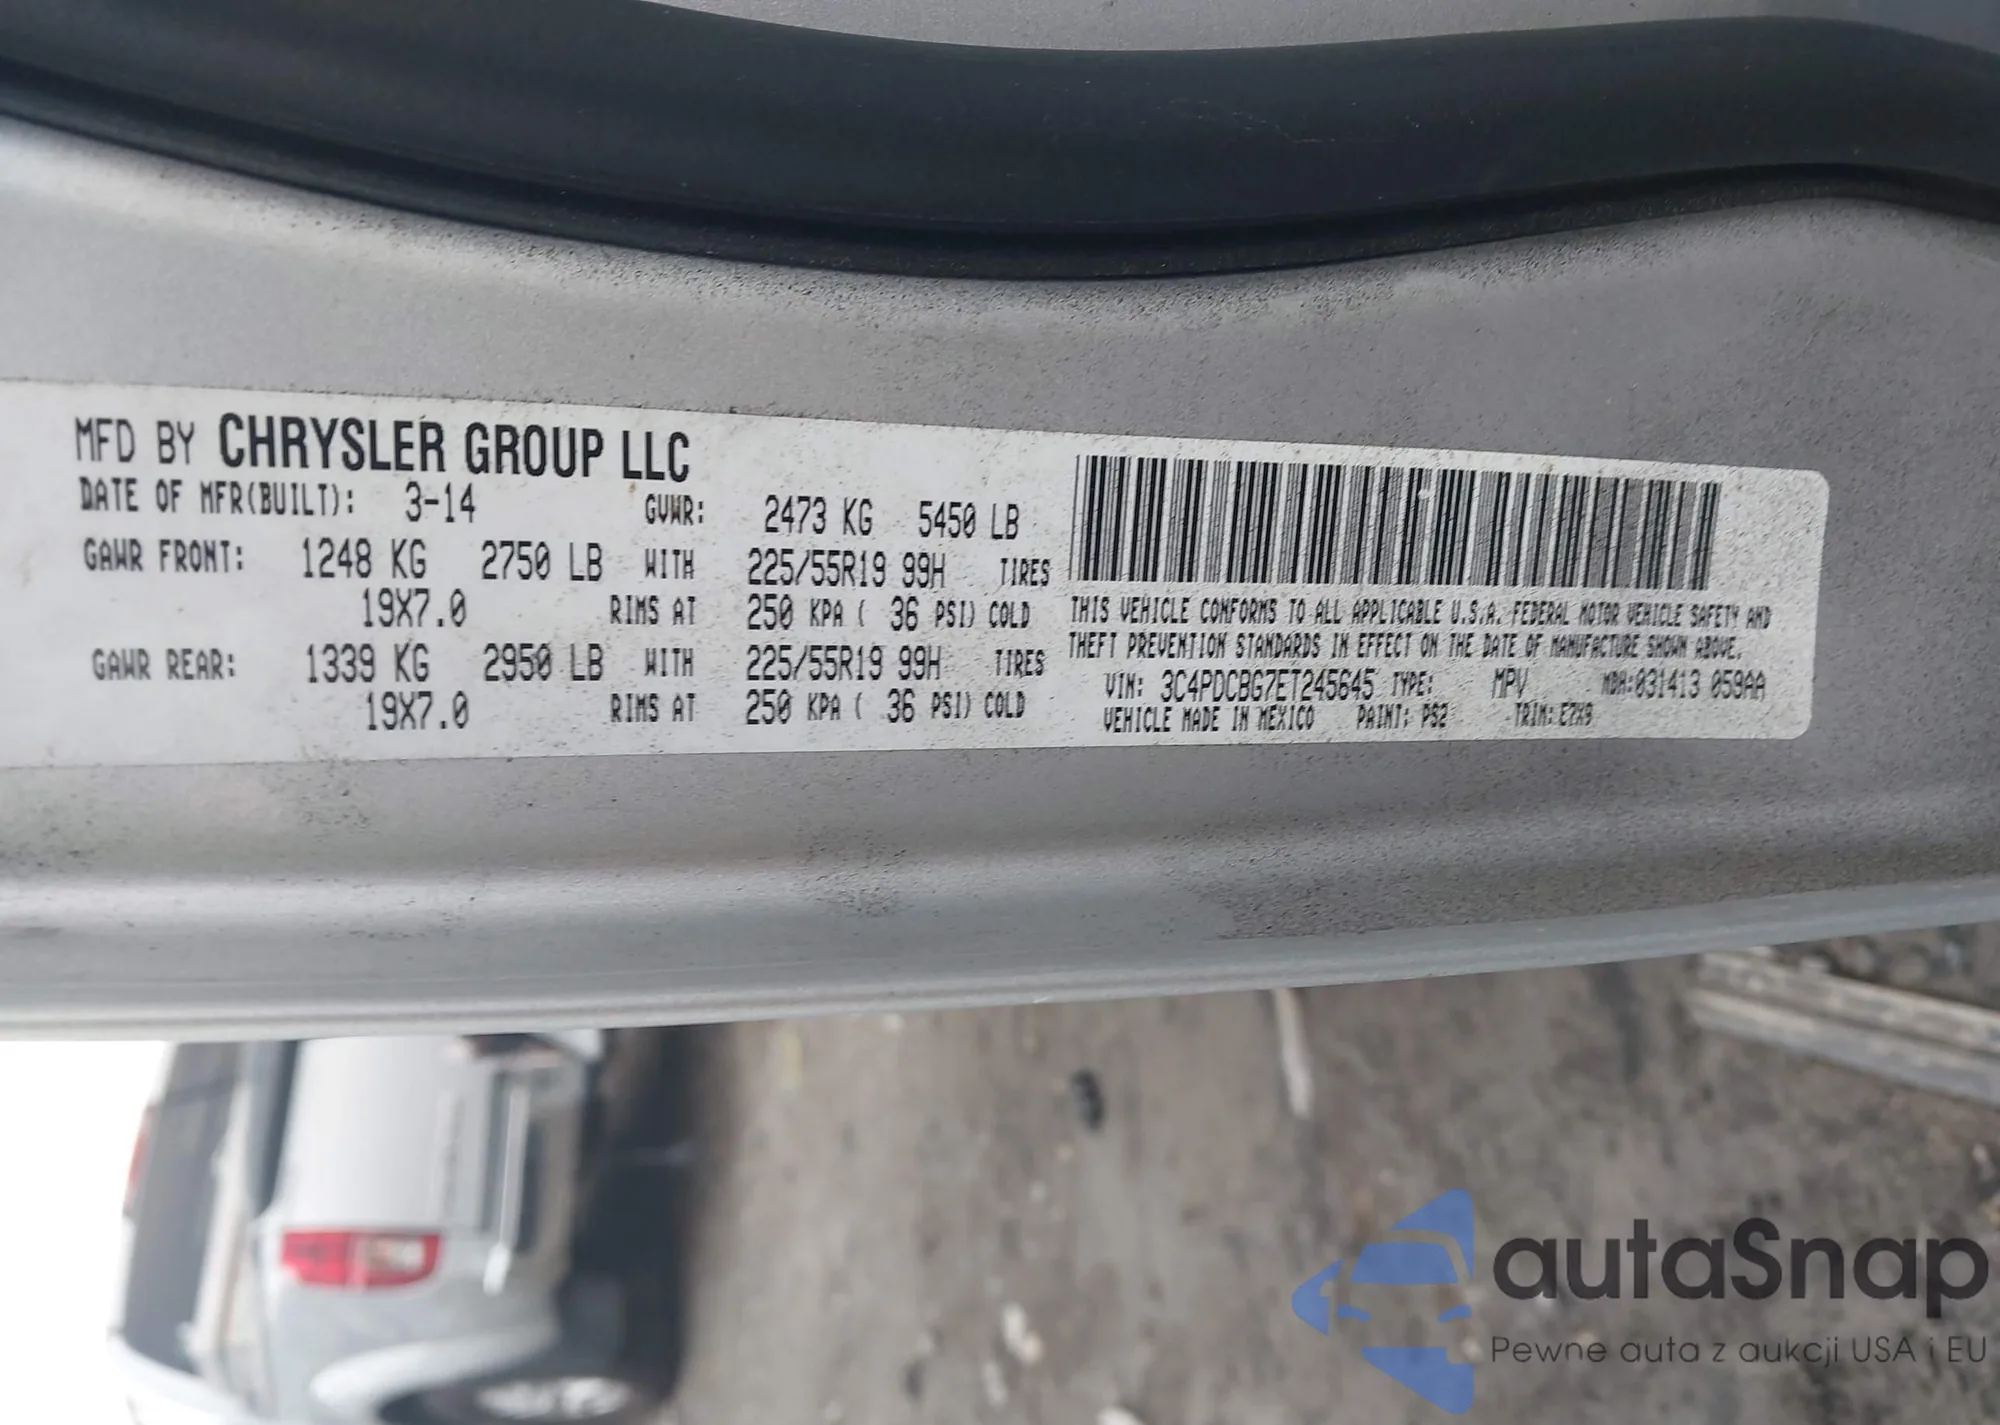 MFD BY CHRYSLER GROUP LLC
DATE OF MFR(BUILT): 3-14 GVWR: 2473 KG 5450 LB
GAWR FRONT: 1248 KG 2750 LB WITH 225/55R19 99H TIRES
19X7.0 RIMS AT 250 KPA ( 36 PSI) COLD
GAWR REAR: 1339 KG 2950 LB WITH 225/55R19 99H TIRES
19X7.0 RIMS AT 250 KPA ( 36 PSI) COLD
THIS VEHICLE CONFORMS TO ALL APPLICABLE U.S.A. FEDERAL MOTOR VEHICLE SAFETY AND
THEFT PREVENTION STANDARDS IN EFFECT ON THE DATE OF MANUFACTURE SHOWN ABOVE.
VIN: 3C4PDCBG7ET245645 TYPE: MPV MDH:031413 059AA
VEHICLE MADE IN MEXICO PAINT: PS2 TRIM: E7X9
autaSnap
Pewne auta z aukcji USA i EU